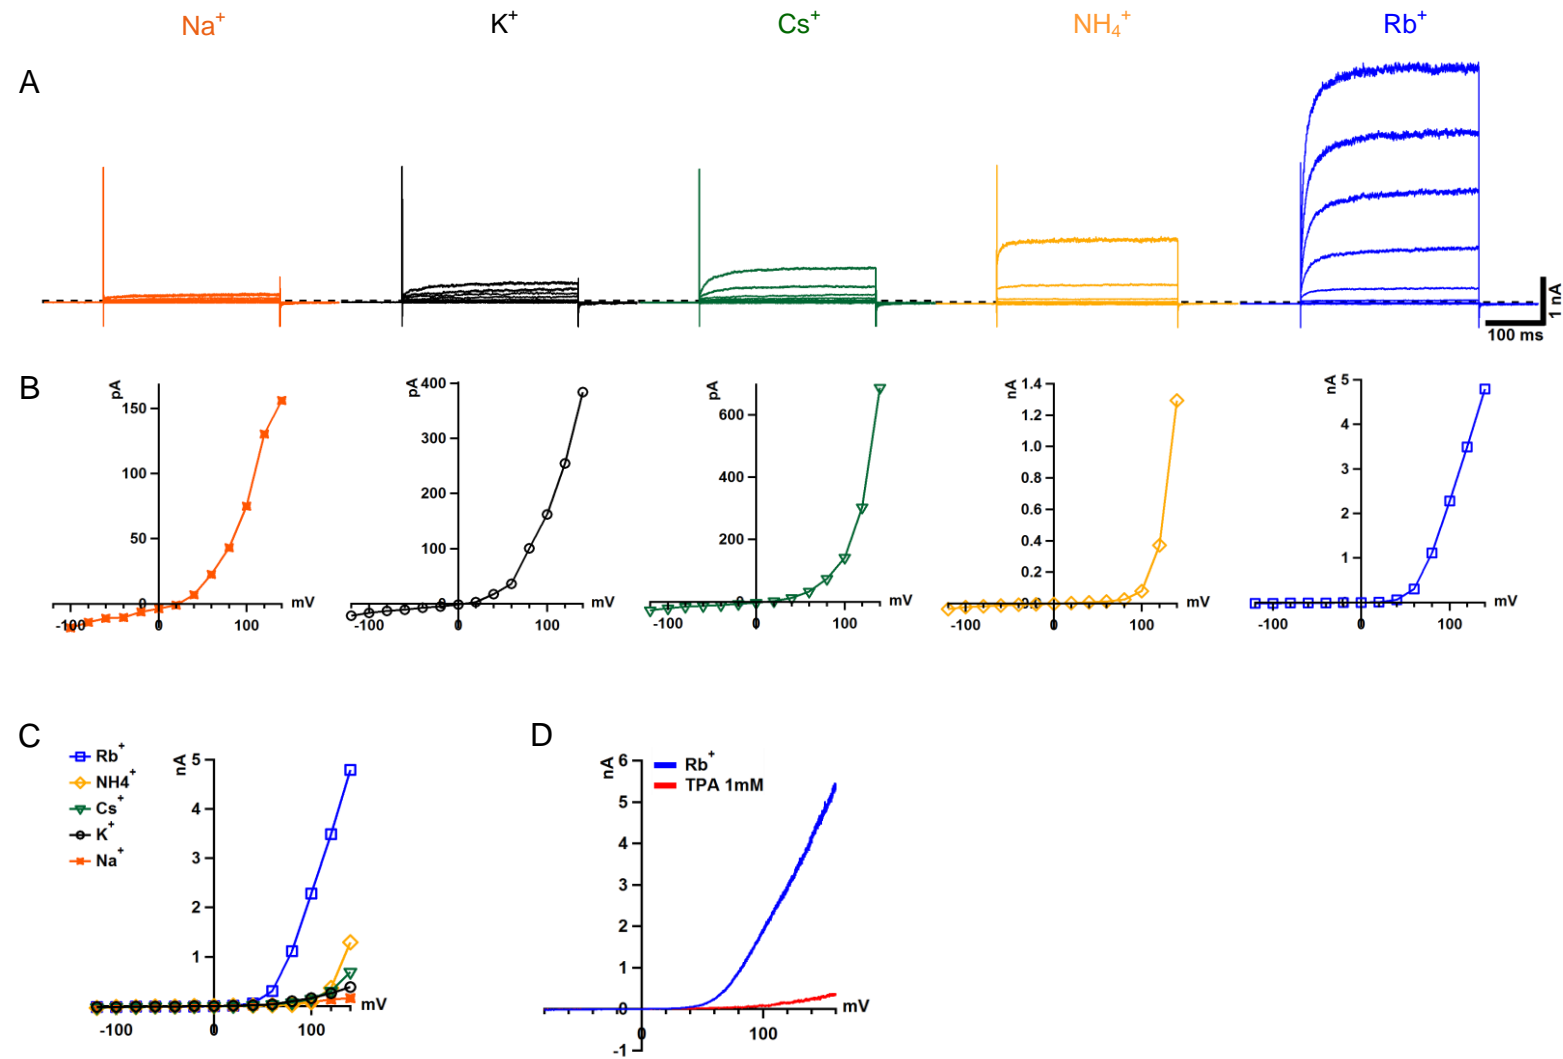 Na+ K+ Cs+ NH4+ Rb+
A
1 nA
100 ms
B
pA pA nA nA
150 100 50 0
-100 0 100 mV
pA 400 300 200 100
-100 0 100 mV
600 400 200 0
-100 0 100 mV
1.4 1.2 1.0 0.8 0.6 0.4 0.2 0.0
-100 0 100 mV
5 4 3 2 1
-100 0 100 mV
C
Rb+
NH4+
Cs+
K+
Na+
nA
5 4 3 2 1
-100 0 100 mV
D
Rb+
TPA 1mM
nA
6 5 4 3 2 1 0 -1
0 100 mV